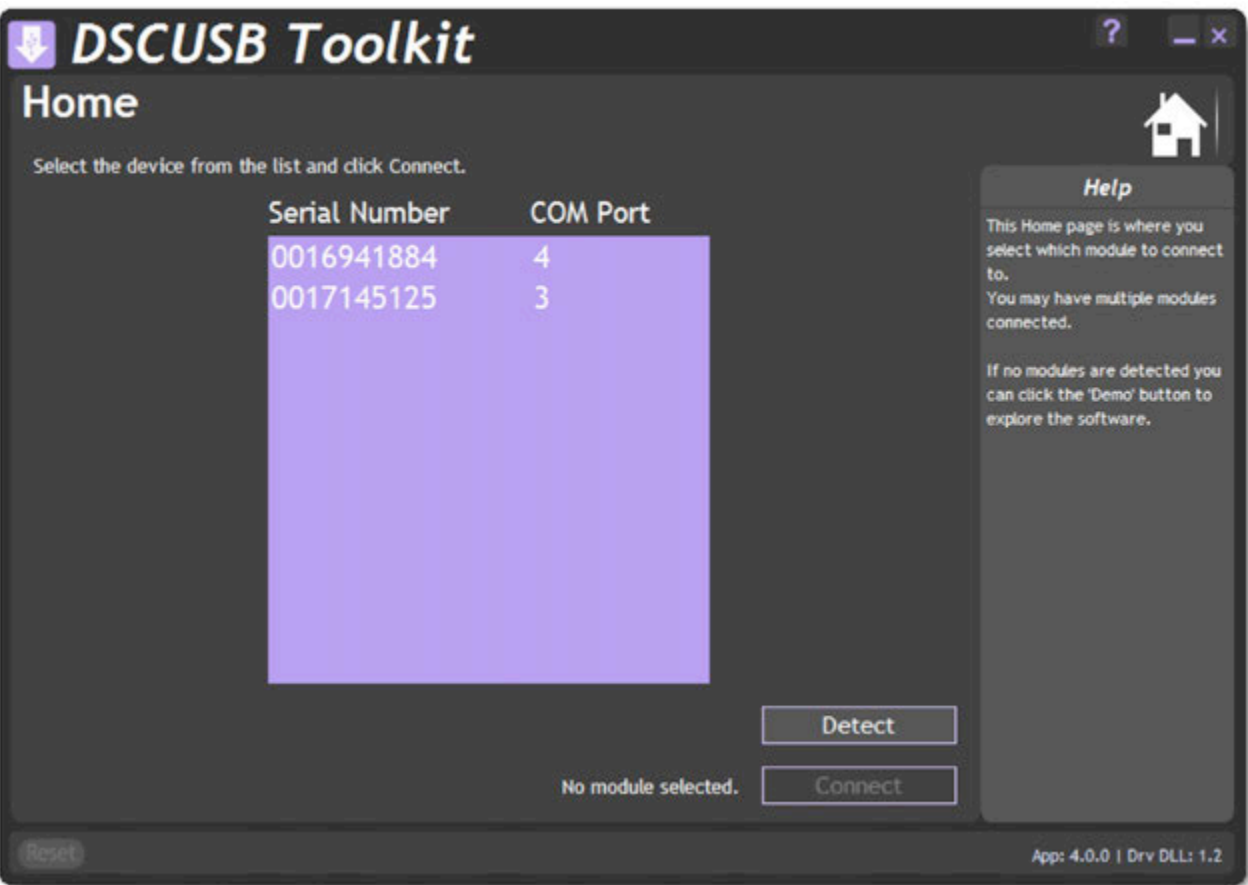 DSCUSB Toolkit
?
Home
Select the device from the list and click Connect.
Serial Number COM Port
0016941884 4
0017145125 3
Help
This Home page is where you
select which module to connect
to.
You may have multiple modules
connected.
If no modules are detected you
can click the 'Demo' button to
explore the software.
Detect
No module selected. Connect
Reset
App: 4.0.0 | Drv DLL: 1.2